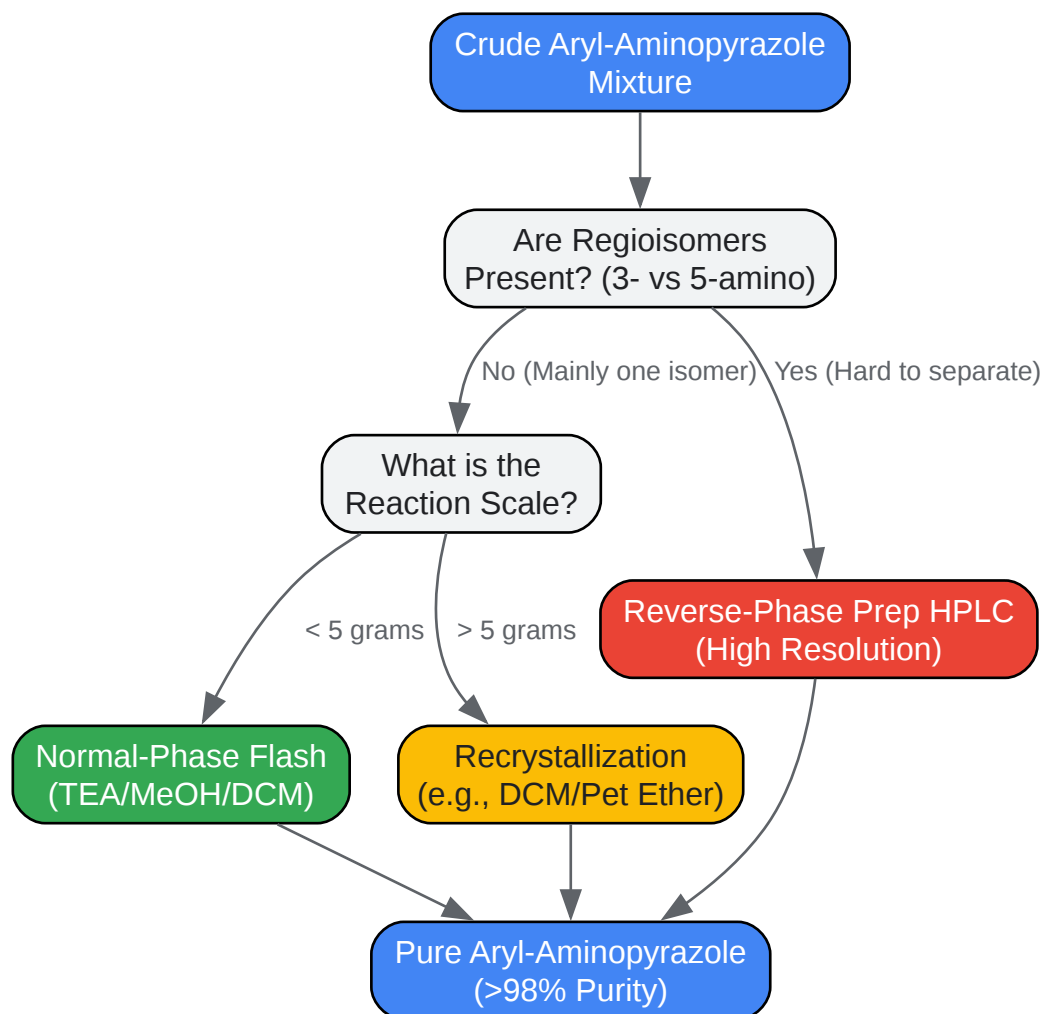 Crude Aryl-Aminopyrazole
Mixture
Are Regioisomers
Present? (3- vs 5-amino)
No (Mainly one isomer)
Yes (Hard to separate)
What is the
Reaction Scale?
< 5 grams
> 5 grams
Reverse-Phase Prep HPLC
(High Resolution)
Normal-Phase Flash
(TEA/MeOH/DCM)
Recrystallization
(e.g., DCM/Pet Ether)
Pure Aryl-Aminopyrazole
(>98% Purity)